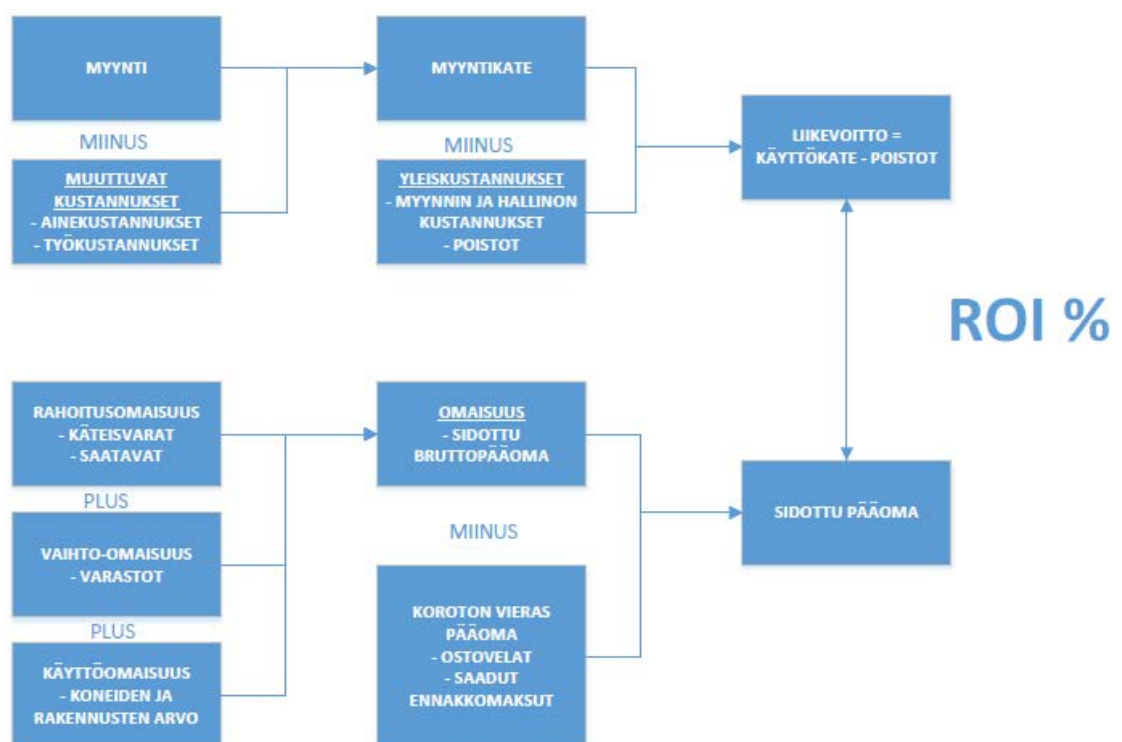 MYYNTI
MIINUS
MUUTTUVAT
KUSTANNUKSET
- AINEKUSTANNUKSET
- TYÖKUSTANNUKSET
MYYNTIKATE
MIINUS
YLEISKUSTANNUKSET
- MYYNNIN JA HALLINON
KUSTANNUKSET
- POISTOT
LIIKEVOITTO =
KÄYTTÖKATE - POISTOT
ROI %
RAHOITUSOMAISUUS
- KÄTEISVARAT
- SAATAVAT
PLUS
VAIHTO-OMAISUUS
- VARASTOT
PLUS
KÄYTTÖOMAISUUS
- KONEIDEN JA
RAKENNUSTEN ARVO
OMAISUUS
- SIDOTTU
BRUTTOPÄÄOMA
MIINUS
KOROTON VIERAS
PÄÄOMA
- OSTOVELAT
- SAADUT
ENNAKKOMAKSUT
SIDOTTU PÄÄOMA